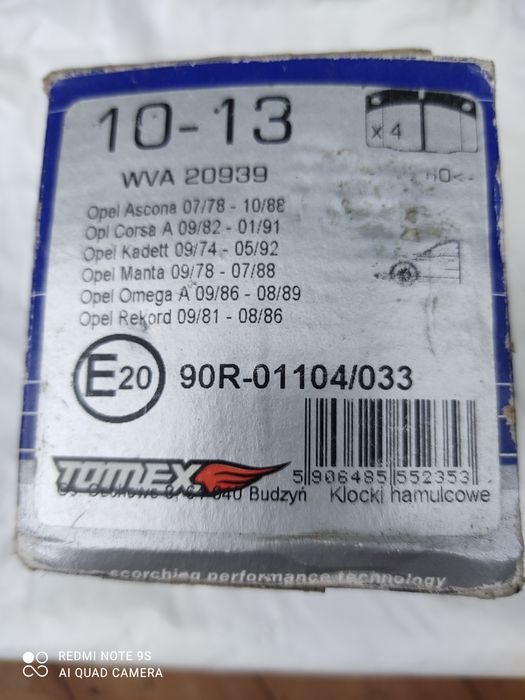 10-13
x 4
WVA 20939
Opel Ascona 07/78 - 10/88
Opl Corsa A 09/82 - 01/91
Opel Kadett 09/74 - 05/92
Opel Manta 09/78 - 07/88
Opel Omega A 09/86 - 08/89
Opel Rekord 09/81 - 08/86
E20 90R-01104/033
TOMEX
5 906485 552353
Budzyń Klocki hamulcowe
scorching performance technology
REDMI NOTE 9S
AI QUAD CAMERA